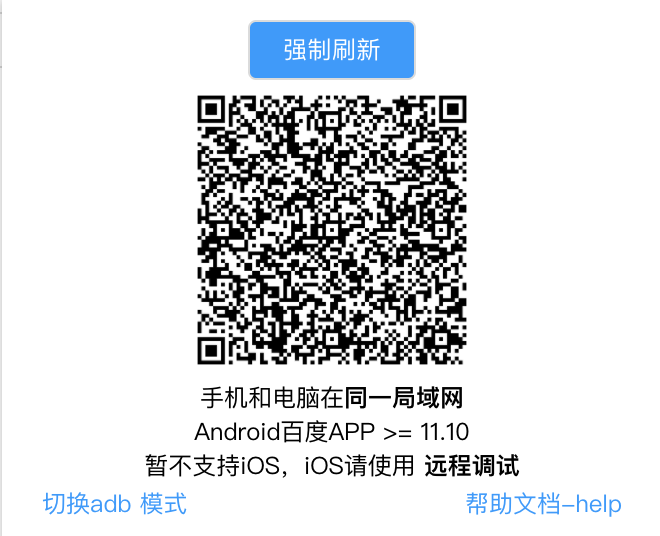 强制刷新
手机和电脑在同一局域网
Android百度APP >= 11.10
暂不支持iOS，iOS请使用 远程调试
切换adb 模式
帮助文档-help